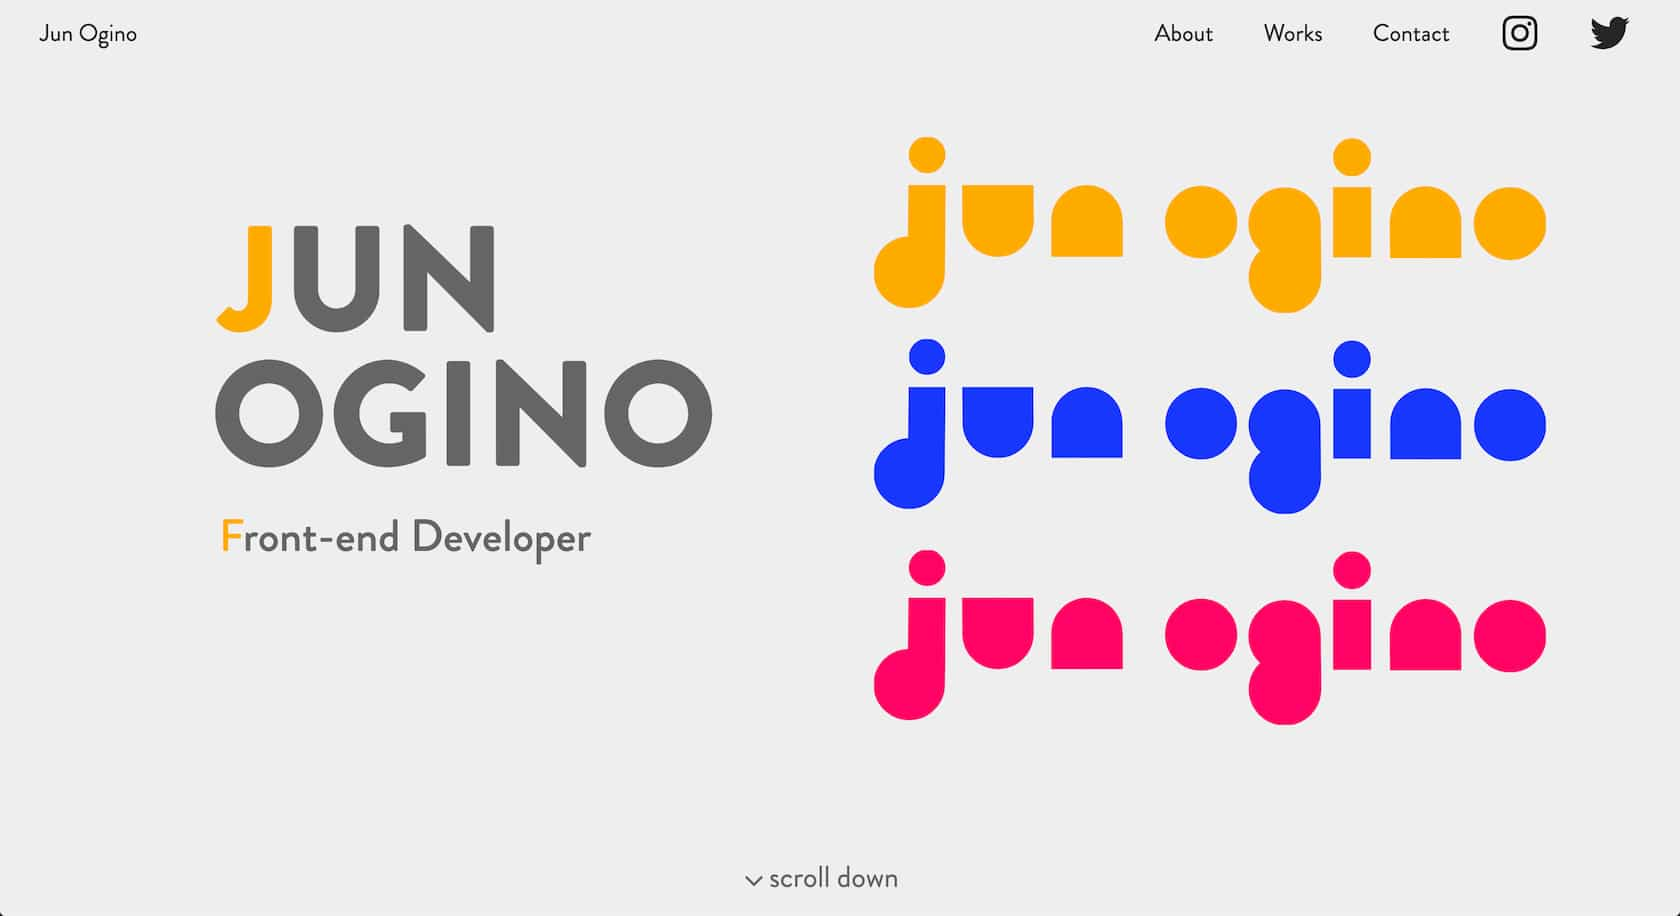 Jun Ogino
About Works Contact
JUN
OGINO
Front-end Developer
jun ogino
jun ogino
jun ogino
scroll down